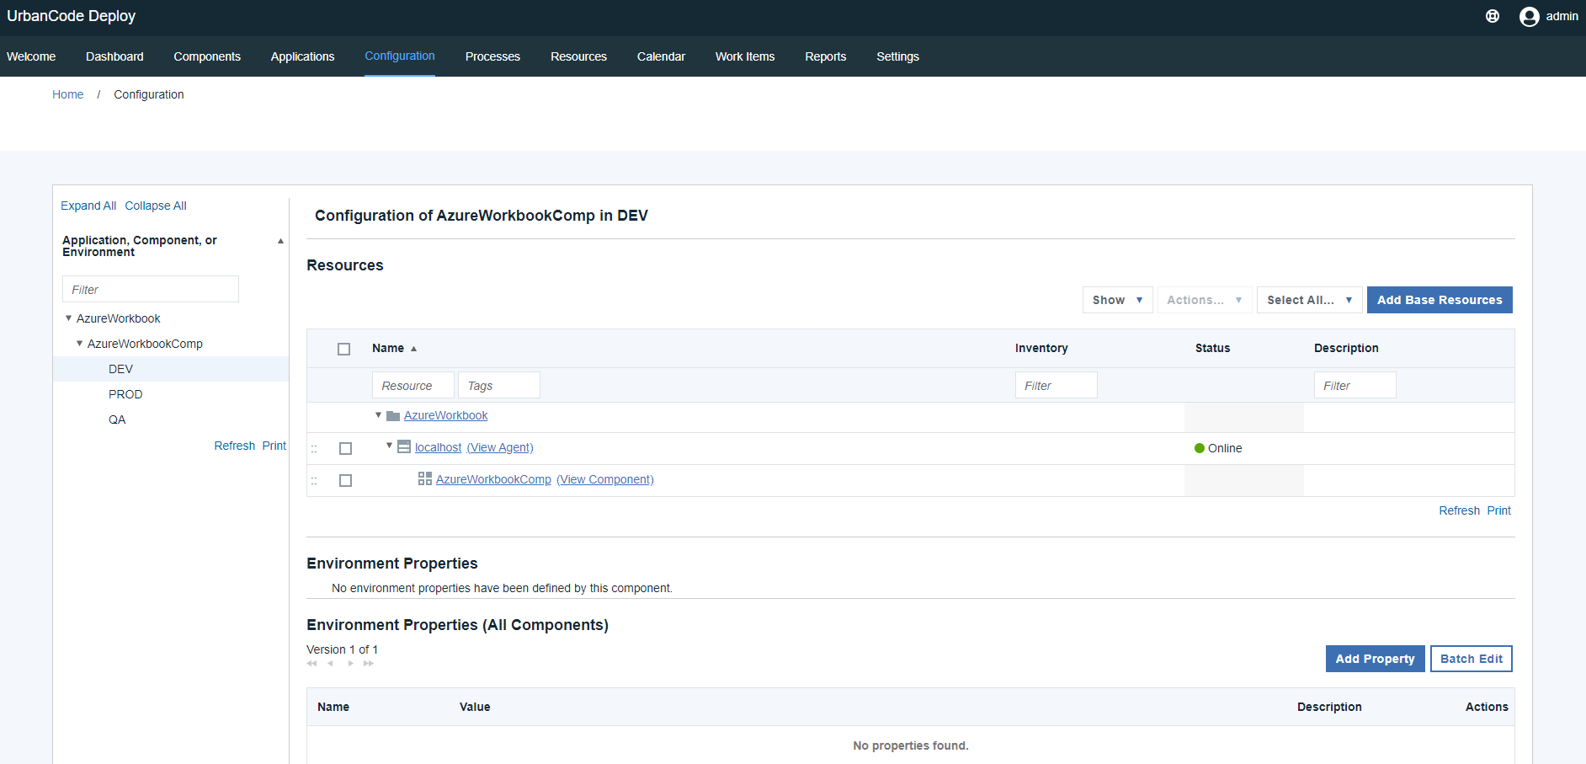 UrbanCode Deploy
admin
Welcome Dashboard Components Applications Configuration Processes Resources Calendar Work Items Reports Settings
Home / Configuration
Expand All Collapse All
Application, Component, or
Environment
Filter
AzureWorkbook
AzureWorkbookComp
DEV
PROD
QA
Refresh Print
Configuration of AzureWorkbookComp in DEV
Resources
Show Actions... Select All... Add Base Resources
Name Inventory Status Description
Resource Tags Filter Filter
AzureWorkbook
localhost (View Agent) Online
AzureWorkbookComp (View Component)
Refresh Print
Environment Properties
No environment properties have been defined by this component.
Environment Properties (All Components)
Version 1 of 1
Add Property Batch Edit
Name Value Description Actions
No properties found.